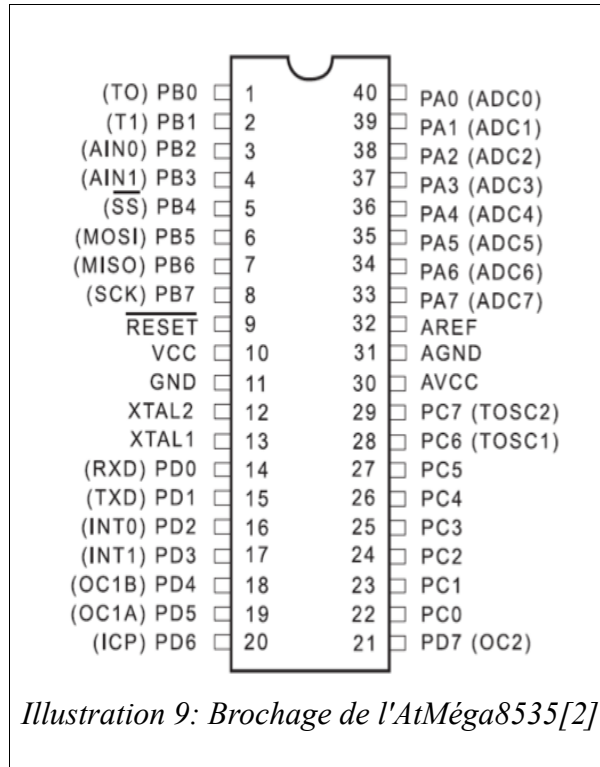 (TO) PB0 1 40 PA0 (ADC0)
(T1) PB1 2 39 PA1 (ADC1)
(AIN0) PB2 3 38 PA2 (ADC2)
(AIN1) PB3 4 37 PA3 (ADC3)
(SS) PB4 5 36 PA4 (ADC4)
(MOSI) PB5 6 35 PA5 (ADC5)
(MISO) PB6 7 34 PA6 (ADC6)
(SCK) PB7 8 33 PA7 (ADC7)
RESET 9 32 AREF
VCC 10 31 AGND
GND 11 30 AVCC
XTAL2 12 29 PC7 (TOSC2)
XTAL1 13 28 PC6 (TOSC1)
(RXD) PD0 14 27 PC5
(TXD) PD1 15 26 PC4
(INT0) PD2 16 25 PC3
(INT1) PD3 17 24 PC2
(OC1B) PD4 18 23 PC1
(OC1A) PD5 19 22 PC0
(ICP) PD6 20 21 PD7 (OC2)
Illustration 9: Brochage de l'AtMéga8535[2]